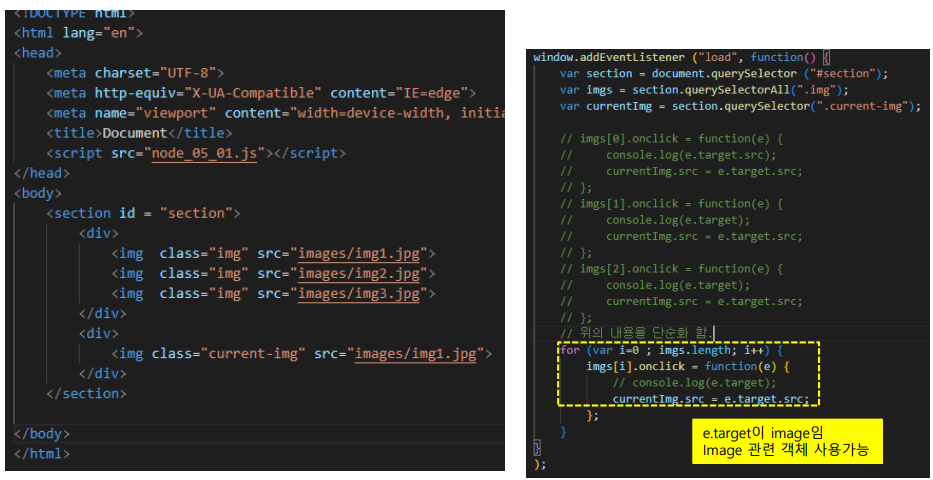 <!DOCTYPE html>
<html lang="en">
<head>
<meta charset="UTF-8">
<meta http-equiv="X-UA-Compatible" content="IE=edge">
<meta name="viewport" content="width=device-width, initia
<title>Document</title>
<script src="node_05_01.js"></script>
</head>
<body>
<section id = "section">
<div>
<img  class="img" src="images/img1.jpg">
<img  class="img" src="images/img2.jpg">
<img  class="img" src="images/img3.jpg">
</div>
<div>
<img class="current-img" src="images/img1.jpg">
</div>
</section>
</body>
</html>
window.addEventListener ("load", function() {
var section = document.querySelector ("#section");
var imgs = section.querySelectorAll(".img");
var currentImg = section.querySelector(".current-img");
// imgs[0].onclick = function(e) {
//     console.log(e.target.src);
//     currentImg.src = e.target.src;
// };
// imgs[1].onclick = function(e) {
//     console.log(e.target);
//     currentImg.src = e.target.src;
// };
// imgs[2].onclick = function(e) {
//     console.log(e.target);
//     currentImg.src = e.target.src;
// };
// 위의 내용을 단순화 함.
for (var i=0 ; imgs.length; i++) {
imgs[i].onclick = function(e) {
// console.log(e.target);
currentImg.src = e.target.src;
};
}
}
);
e.target이 image임
Image 관련 객체 사용가능